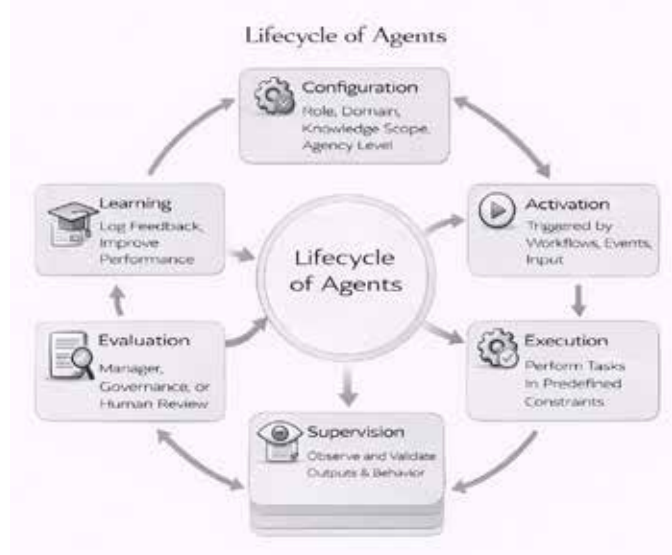 Lifecycle of Agents
Configuration
Role, Domain,
Knowledge Scope,
Agency Level
Learning
Log Feedback,
Improve
Performance
Activation
Triggered by
Workflows, Events,
Input
Lifecycle
of Agents
Evaluation
Manager,
Governance, or
Human Review
Execution
Perform Tasks
In Predefined
Constraints
Supervision
Observe and Validate
Outputs & Behavior